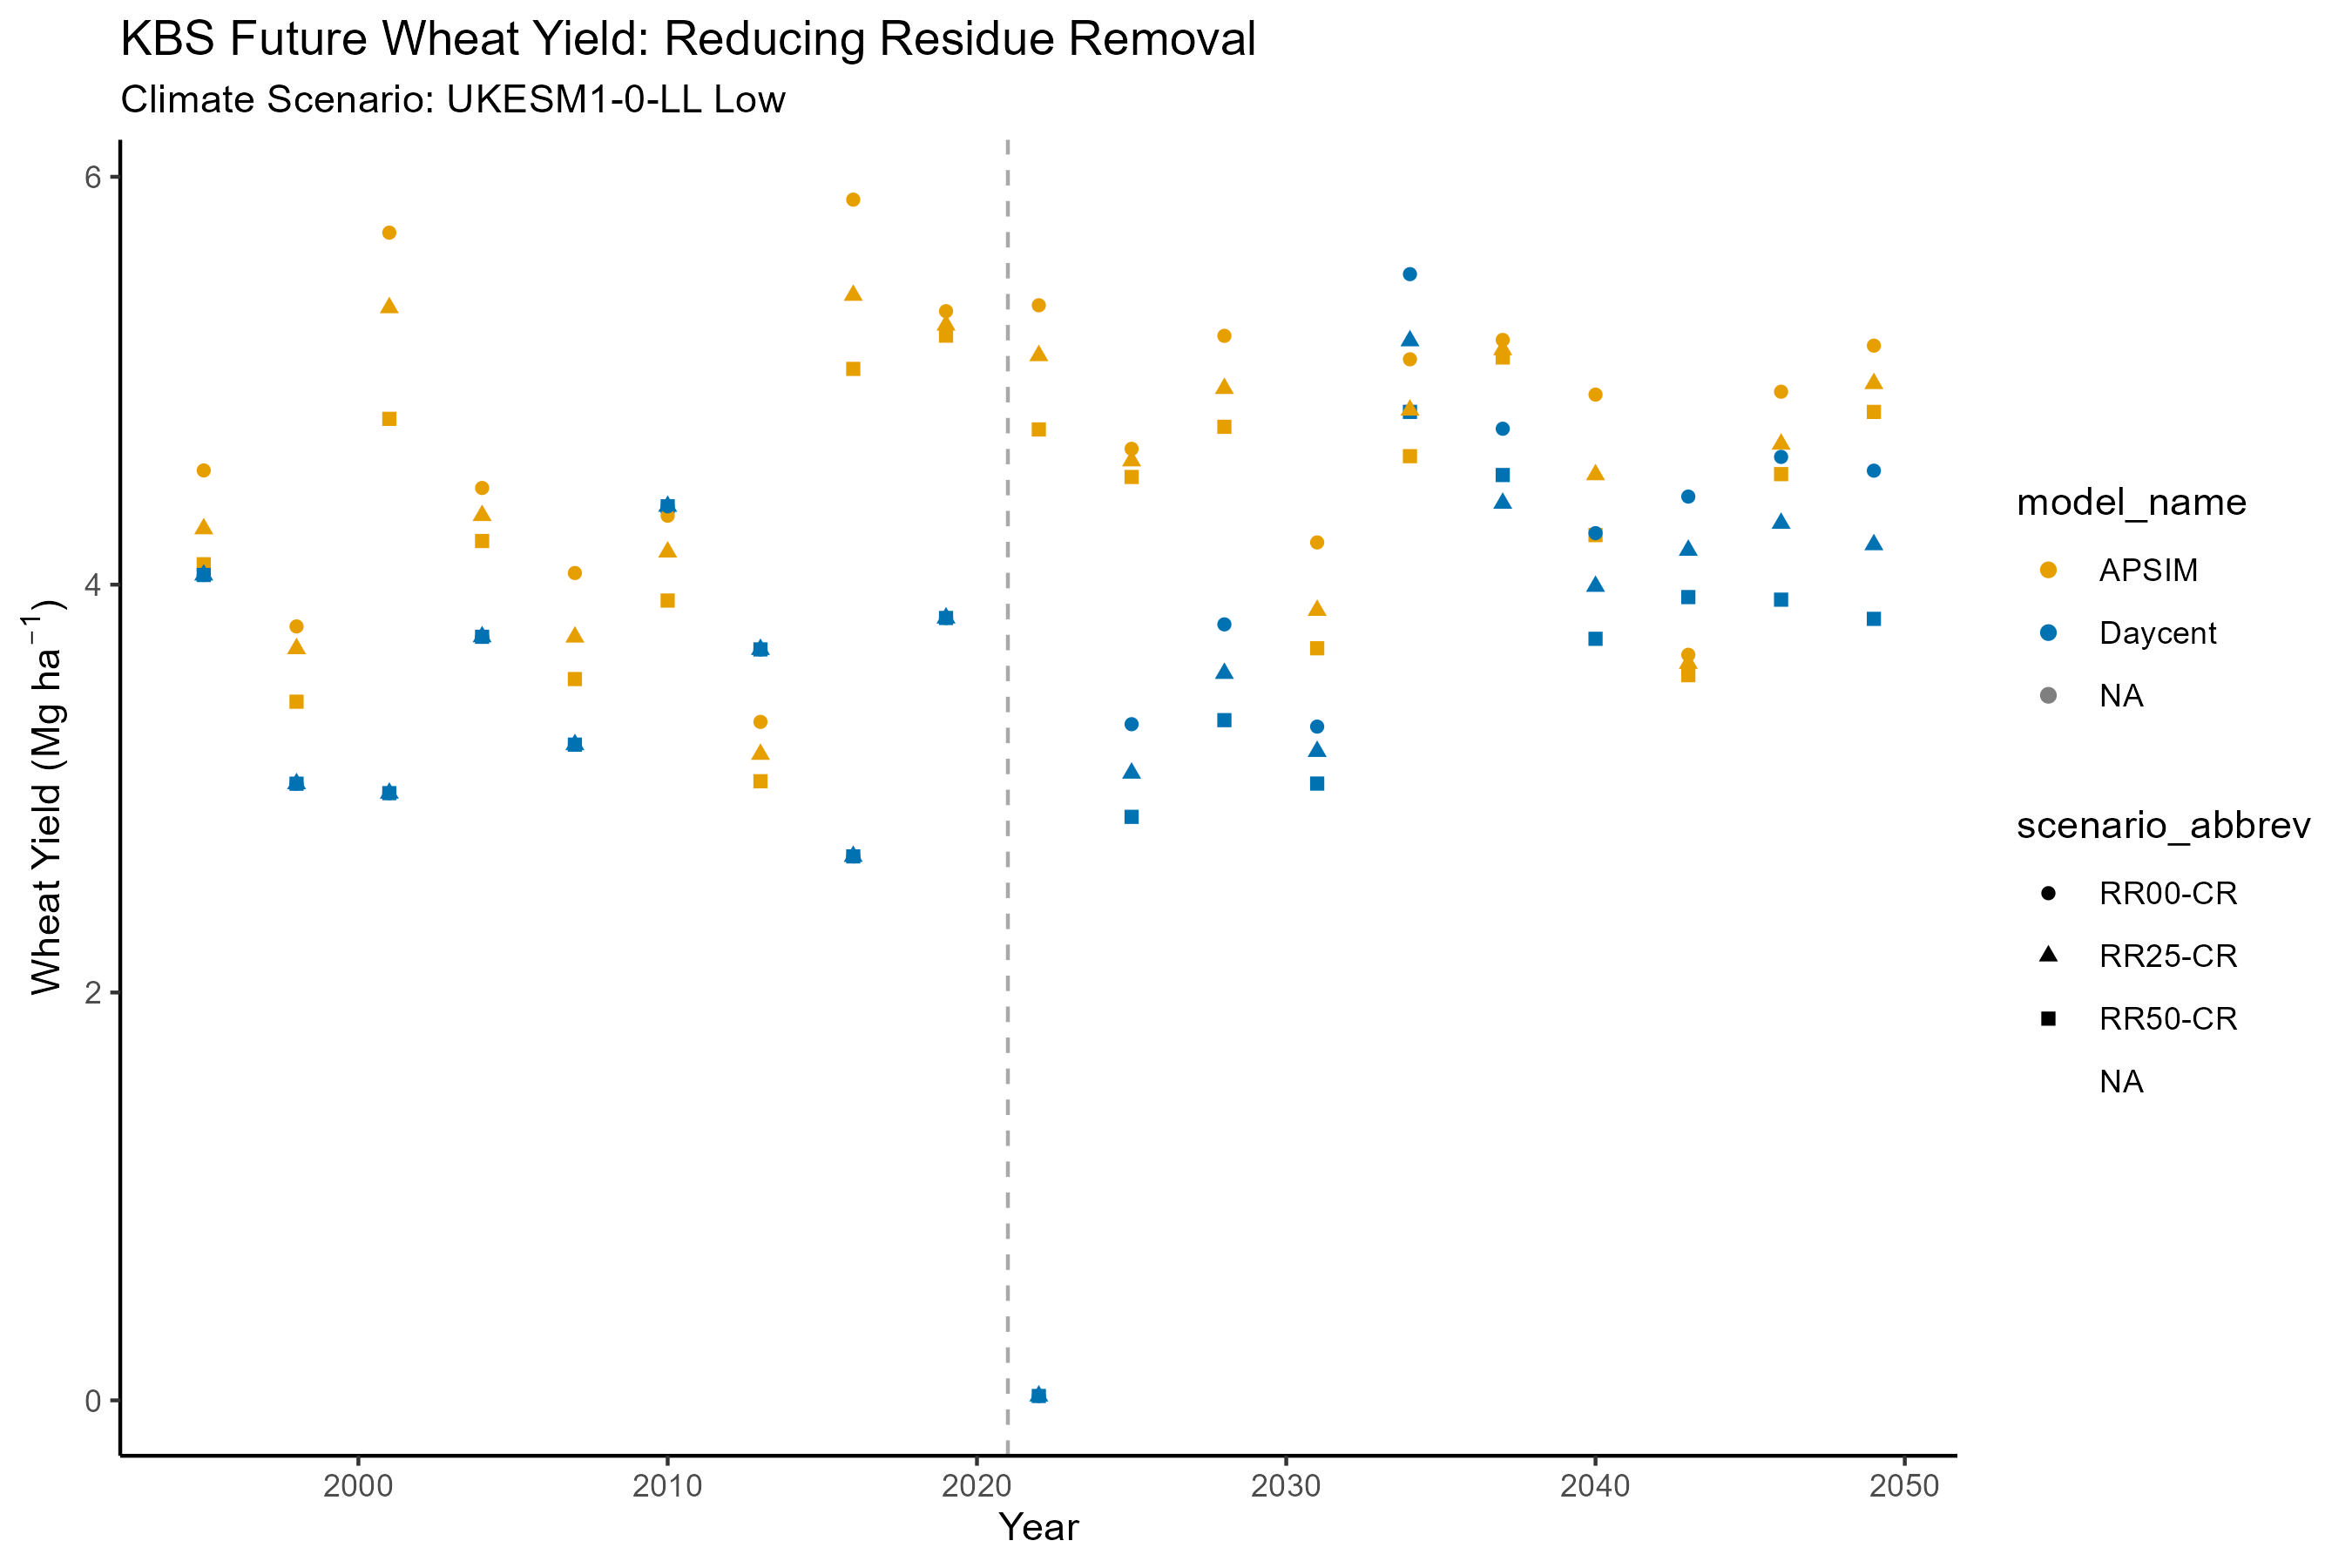 KBS Future Wheat Yield: Reducing Residue Removal
Climate Scenario: UKESM1-0-LL Low
Wheat Yield (Mg ha⁻¹)
6
4
2
0
2000 2010 2020 2030 2040 2050
Year
model_name
APSIM
Daycent
NA
scenario_abbrev
RR00-CR
RR25-CR
RR50-CR
NA